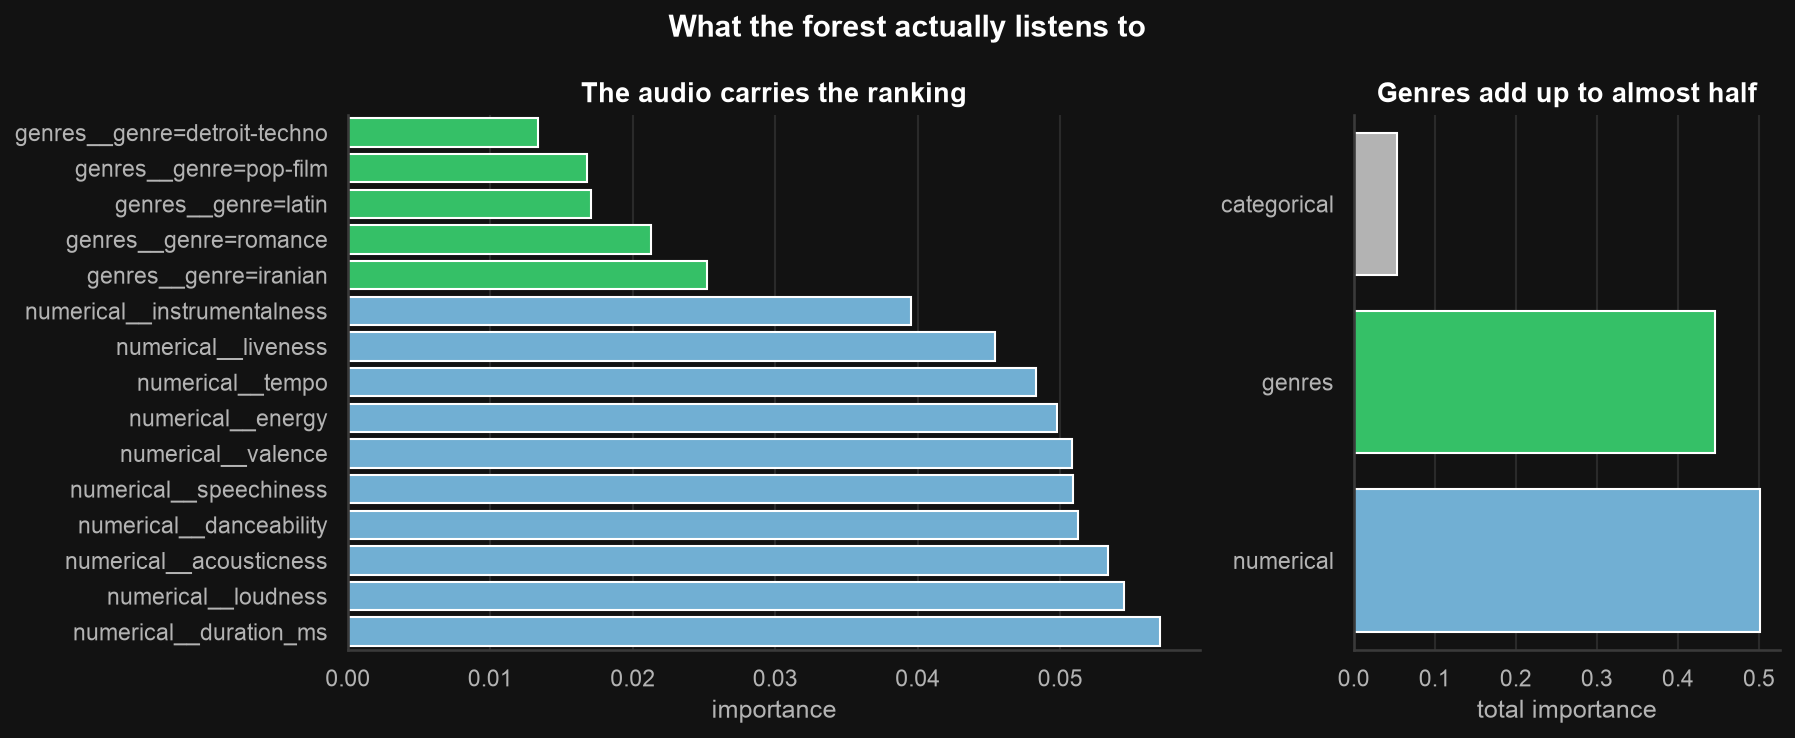 What the forest actually listens to
The audio carries the ranking
genres__genre=detroit-techno
genres__genre=pop-film
genres__genre=latin
genres__genre=romance
genres__genre=iranian
numerical__instrumentalness
numerical__liveness
numerical__tempo
numerical__energy
numerical__valence
numerical__speechiness
numerical__danceability
numerical__acousticness
numerical__loudness
numerical__duration_ms
0.00 0.01 0.02 0.03 0.04 0.05
importance
Genres add up to almost half
categorical
genres
numerical
0.0 0.1 0.2 0.3 0.4 0.5
total importance